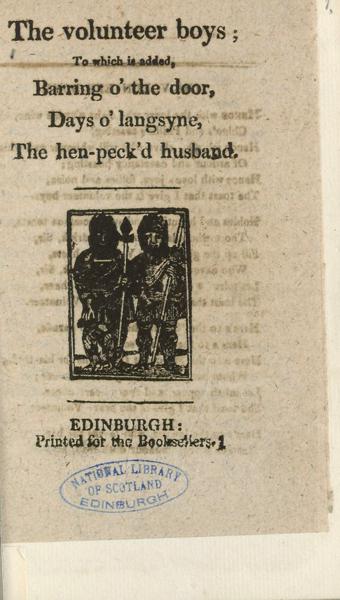 The volunteer boys;
To which is added,
Barring o' the door,
Days o' langsyne,
The hen-peck'd husband.
EDINBURGH:
Printed for the Booksellers. 1
NATIONAL LIBRARY
OF SCOTLAND
EDINBURGH